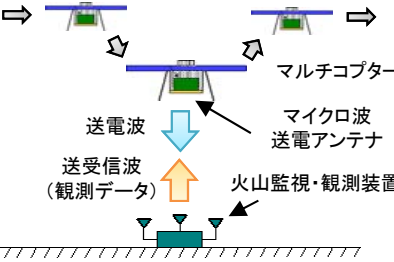 マルチコプター
マイクロ波
送電アンテナ
送電波
送受信波
(観測データ)
火山監視・観測装置